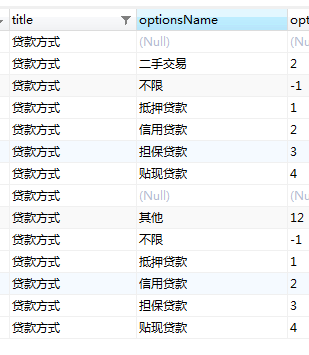 title optionsName opt
贷款方式 (Null) (Nu
贷款方式 二手交易 2
贷款方式 不限 -1
贷款方式 抵押贷款 1
贷款方式 信用贷款 2
贷款方式 担保贷款 3
贷款方式 贴现贷款 4
贷款方式 (Null) (Nu
贷款方式 其他 12
贷款方式 不限 -1
贷款方式 抵押贷款 1
贷款方式 信用贷款 2
贷款方式 担保贷款 3
贷款方式 贴现贷款 4